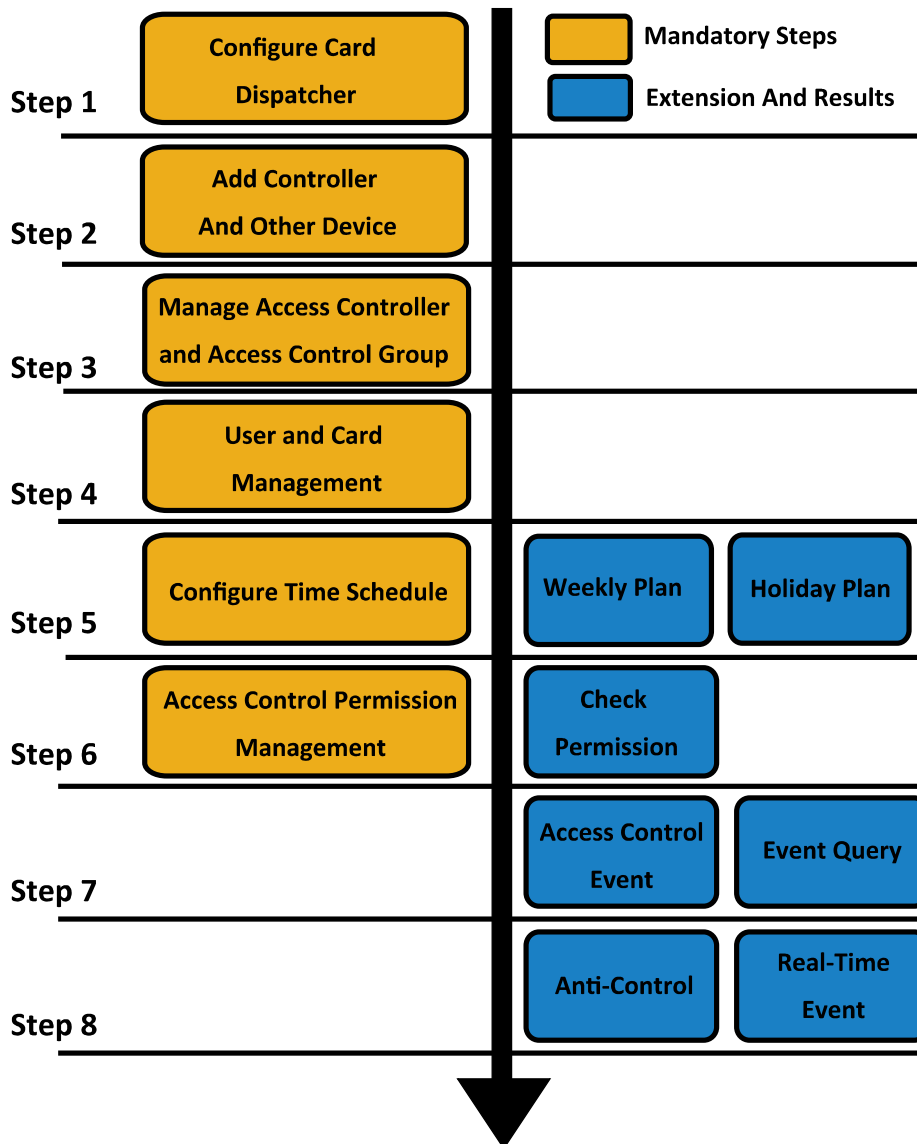 Configure Card
Dispatcher
Mandatory Steps
Extension And Results
Step 1
Add Controller
And Other Device
Step 2
Manage Access Controller
and Access Control Group
Step 3
User and Card
Management
Step 4
Configure Time Schedule
Weekly Plan
Holiday Plan
Step 5
Access Control Permission
Management
Check
Permission
Step 6
Access Control
Event
Event Query
Step 7
Anti-Control
Real-Time
Event
Step 8